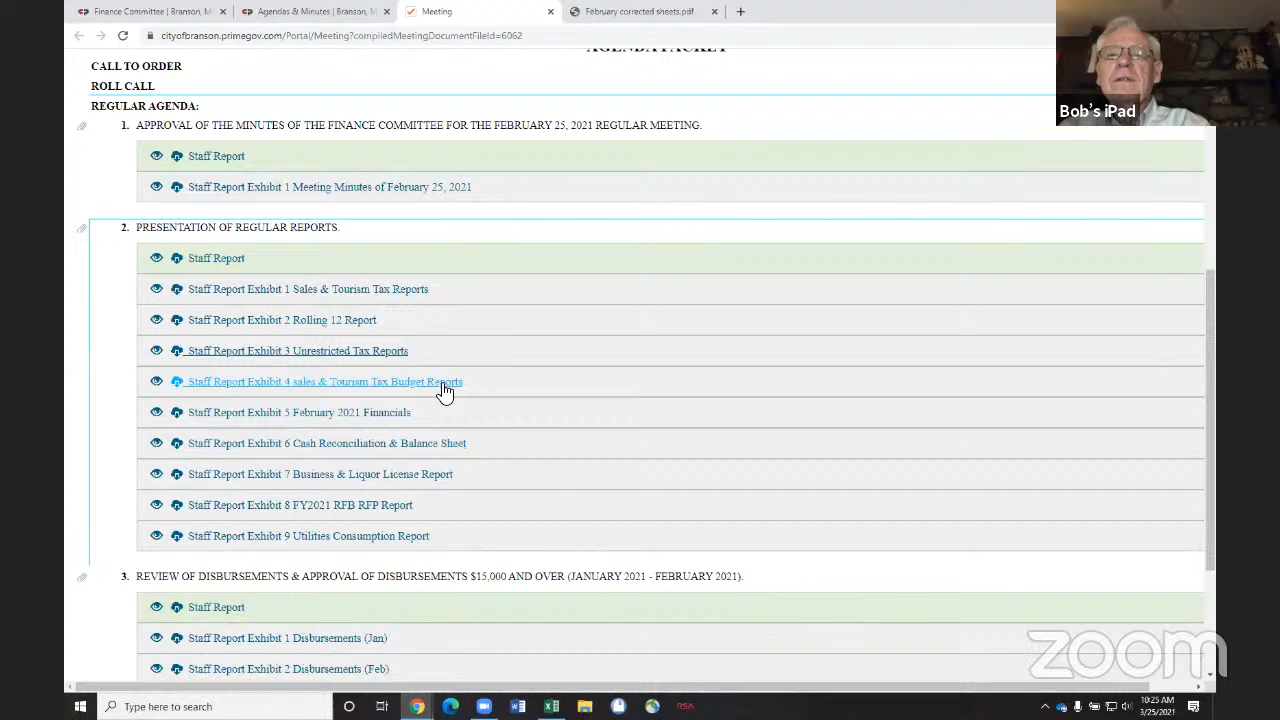 Finance Committee (Branson, M
Agendas & Minutes | Branson, M
Meeting
February corrected sheets.pdf
cityofbranson.primegov.com/Portal/Meeting?compiledMeetingDocumentFileId=6062
AGENDA PACKET
CALL TO ORDER
ROLL CALL
REGULAR AGENDA:
Bob's iPad
1. APPROVAL OF THE MINUTES OF THE FINANCE COMMITTEE FOR THE FEBRUARY 25, 2021 REGULAR MEETING.
Staff Report
Staff Report Exhibit 1 Meeting Minutes of February 25, 2021
2. PRESENTATION OF REGULAR REPORTS.
Staff Report
Staff Report Exhibit 1 Sales & Tourism Tax Reports
Staff Report Exhibit 2 Rolling 12 Report
Staff Report Exhibit 3 Unrestricted Tax Reports
Staff Report Exhibit 4 sales & Tourism Tax Budget Reports
Staff Report Exhibit 5 February 2021 Financials
Staff Report Exhibit 6 Cash Reconciliation & Balance Sheet
Staff Report Exhibit 7 Business & Liquor License Report
Staff Report Exhibit 8 FY2021 RFB RFP Report
Staff Report Exhibit 9 Utilities Consumption Report
3. REVIEW OF DISBURSEMENTS & APPROVAL OF DISBURSEMENTS $15,000 AND OVER (JANUARY 2021 - FEBRUARY 2021).
Staff Report
Staff Report Exhibit 1 Disbursements (Jan)
Staff Report Exhibit 2 Disbursements (Feb)
zoom
Type here to search
RSA
10:25 AM
3/25/2021